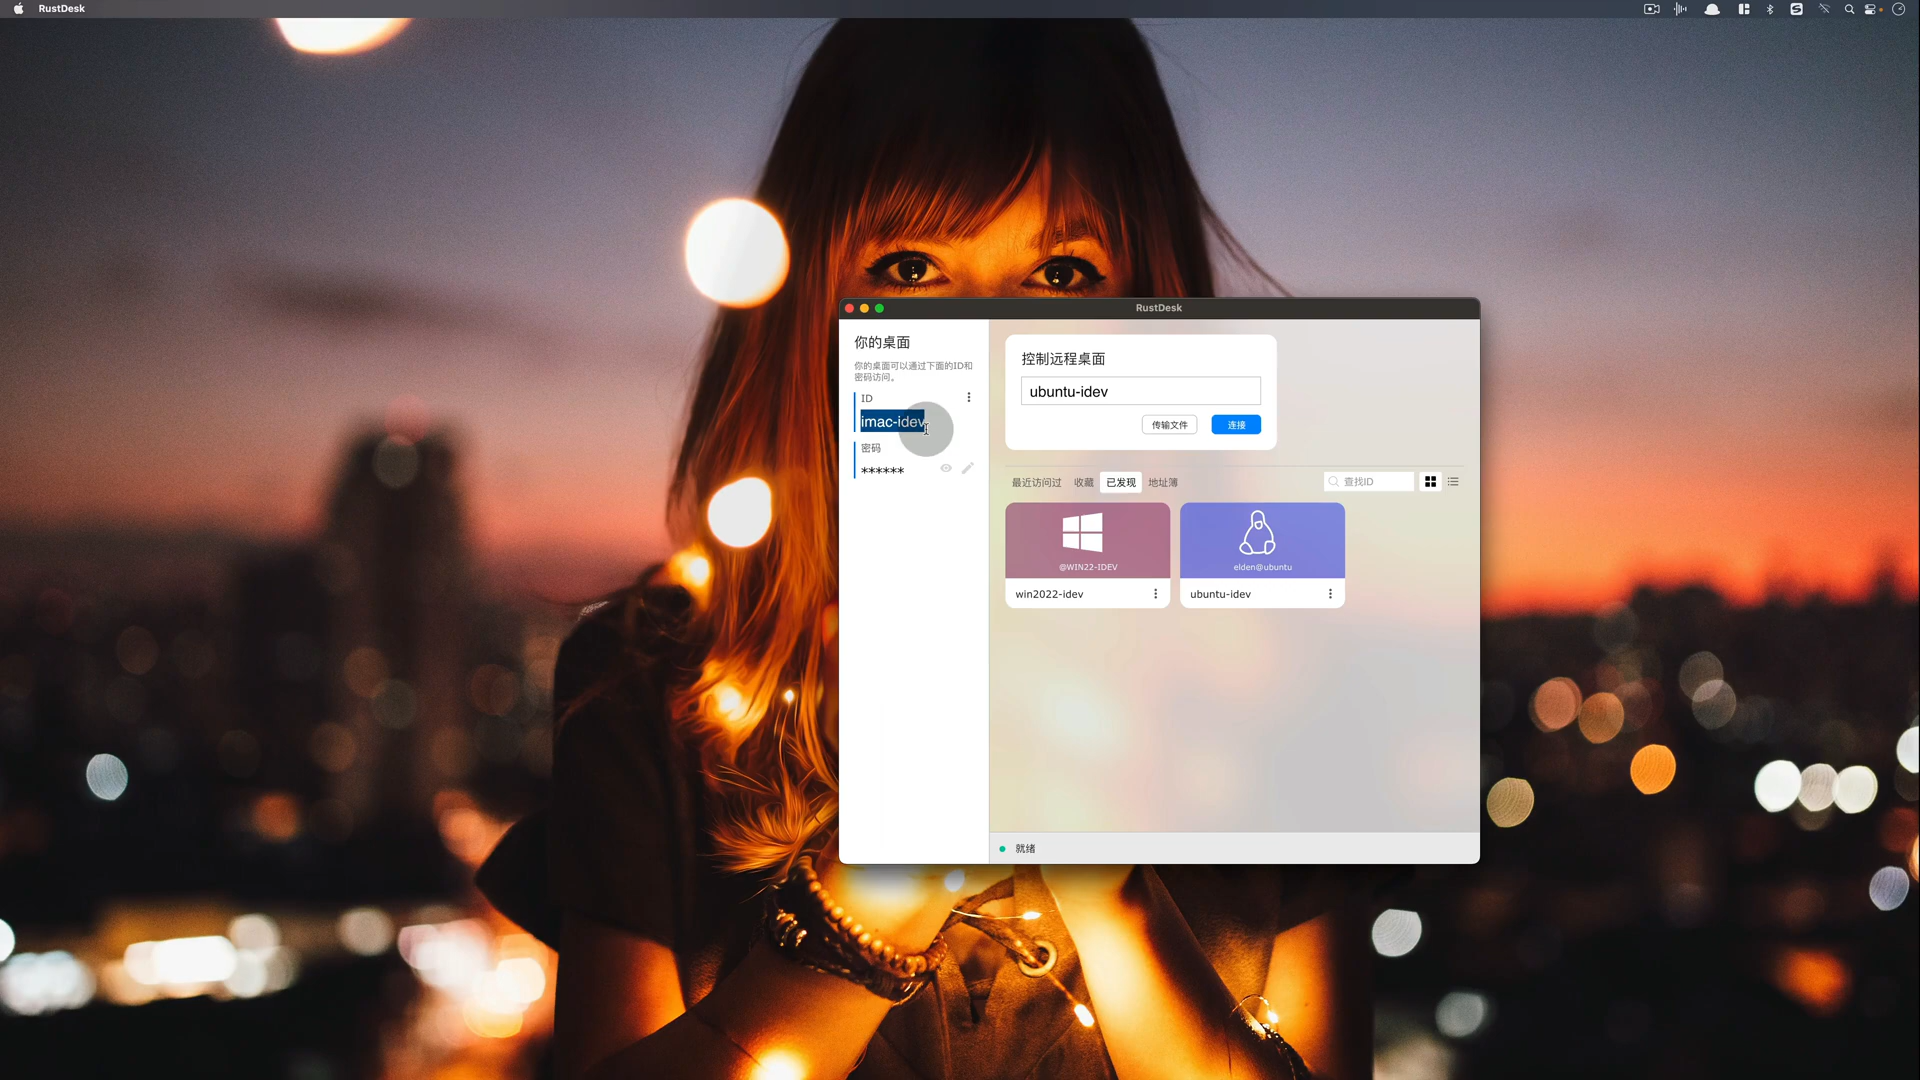 RustDesk
RustDesk
你的桌面
你的桌面可以通过下面的ID和
密码访问。
ID
imac-idev
密码
******
控制远程桌面
ubuntu-idev
传输文件
连接
最近访问过
收藏
已发现
地址簿
查找ID
@WIN22-IDEV
win2022-idev
elden@ubuntu
ubuntu-idev
就绪